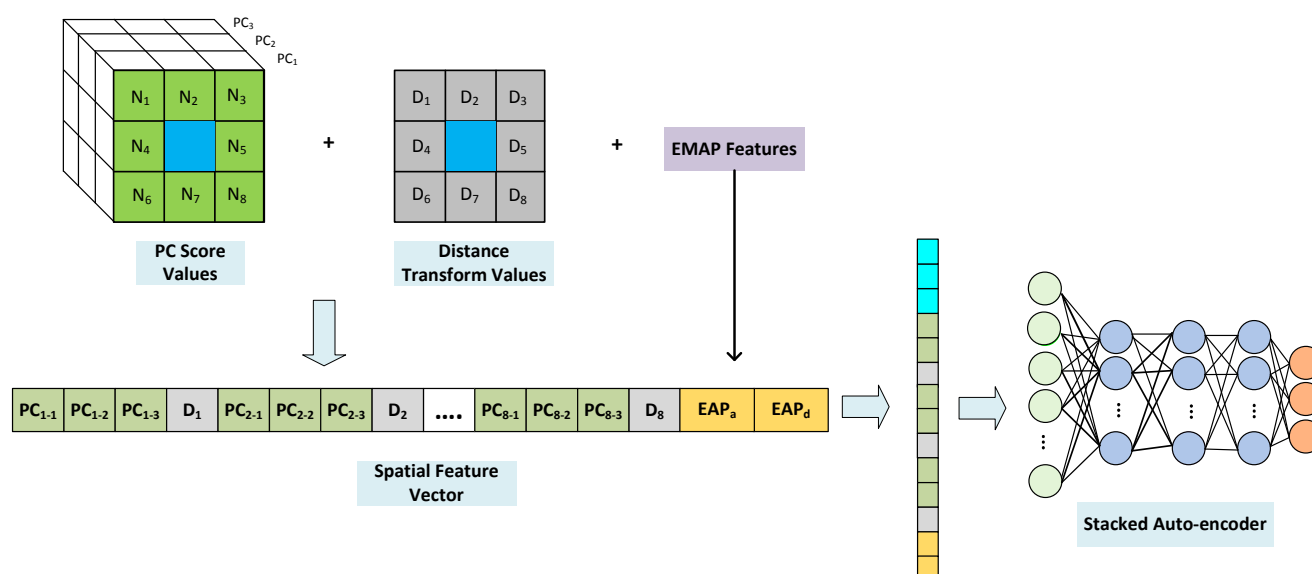 PC₃
PC₂
PC₁
N₁ N₂ N₃
N₄ N₅
N₆ N₇ N₈
+
D₁ D₂ D₃
D₄ D₅
D₆ D₇ D₈
+
EMAP Features
PC Score
Values
Distance
Transform Values
PC₁₋₁ PC₁₋₂ PC₁₋₃ D₁ PC₂₋₁ PC₂₋₂ PC₂₋₃ D₂ .... PC₈₋₁ PC₈₋₂ PC₈₋₃ D₈ EAPₐ EAP_d
Spatial Feature
Vector
Stacked Auto-encoder